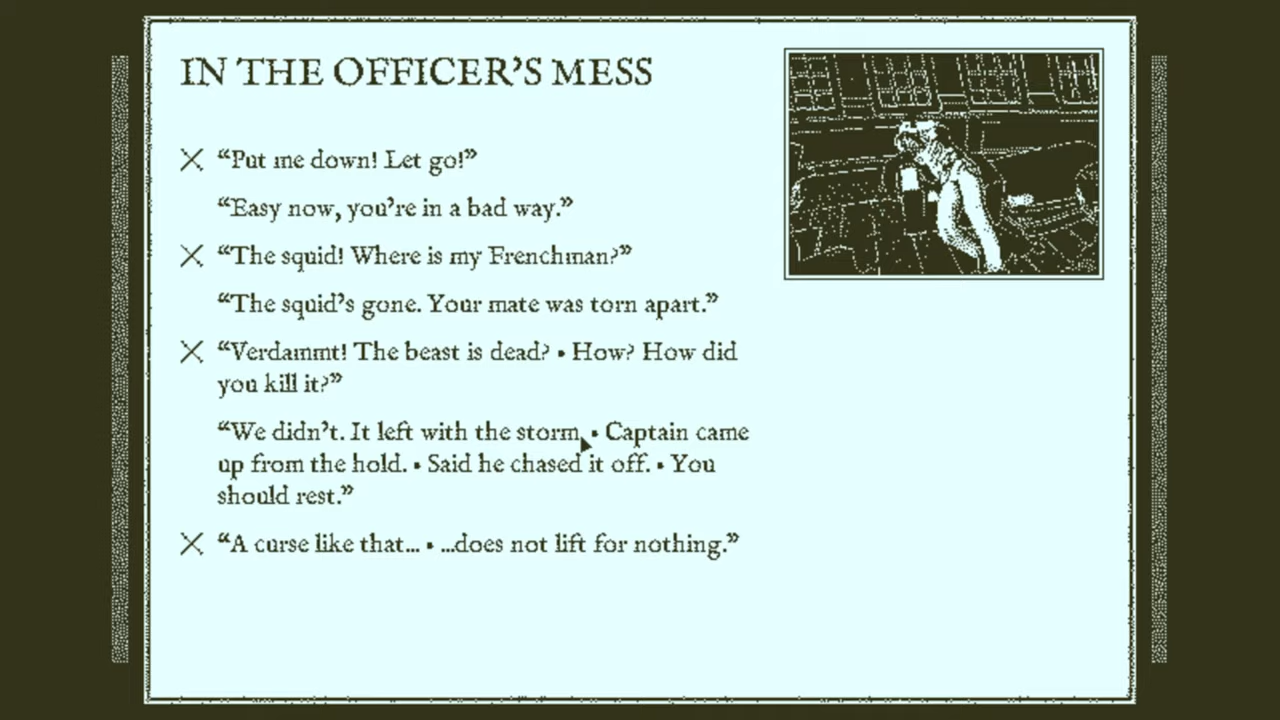 IN THE OFFICER'S MESS
"Put me down! Let go!"
"Easy now, you're in a bad way."
"The squid! Where is my Frenchman?"
"The squid's gone. Your mate was torn apart."
"Verdammt! The beast is dead? • How? How did
you kill it?"
"We didn't. It left with the storm. • Captain came
up from the hold. • Said he chased it off. • You
should rest."
"A curse like that... • ...does not lift for nothing."